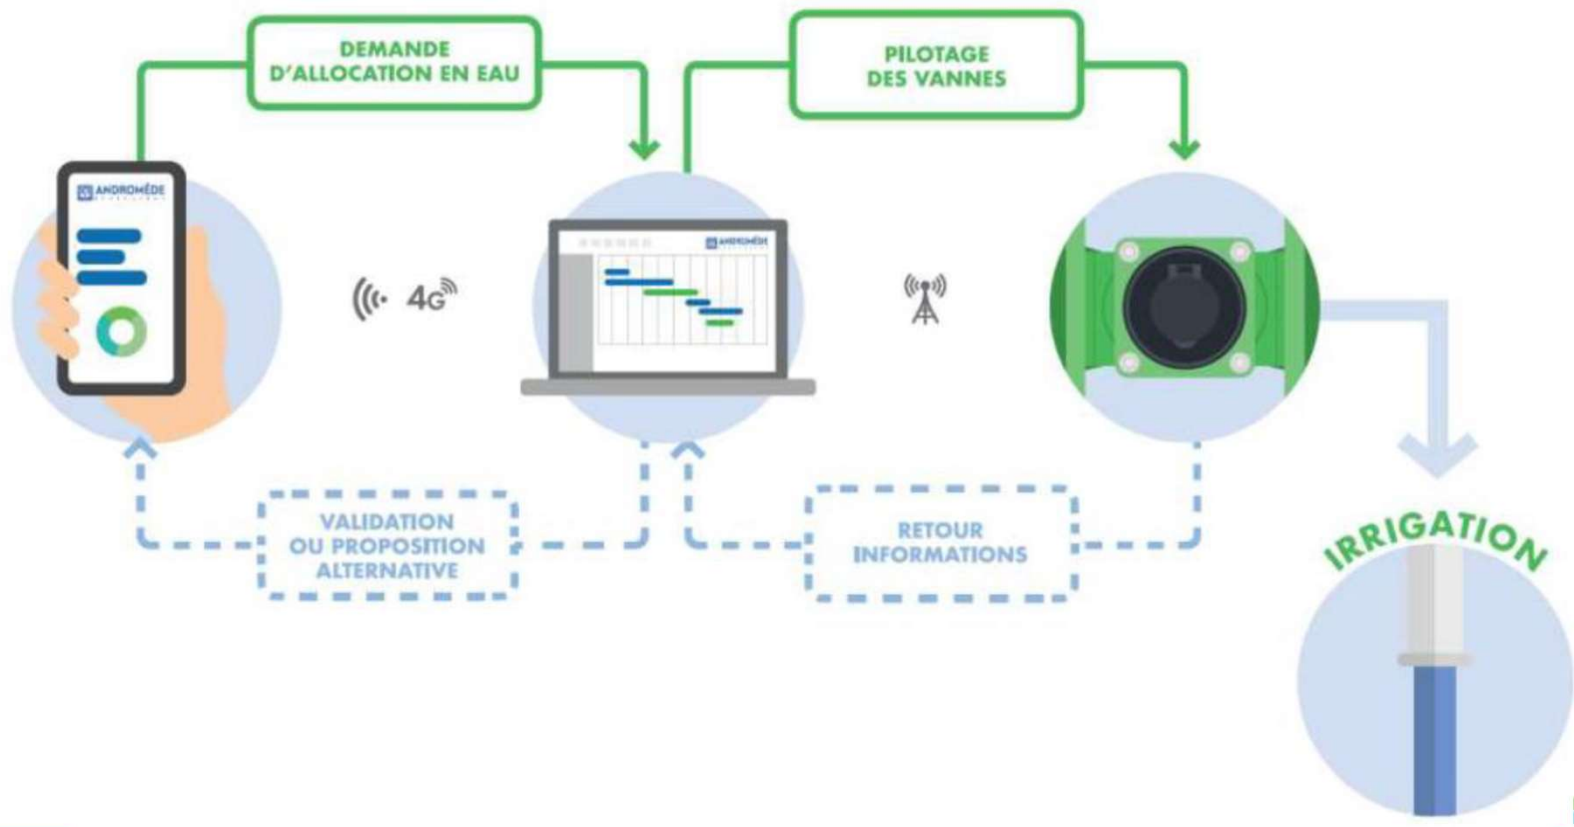 DEMANDE
D'ALLOCATION EN EAU
PILOTAGE
DES VANNES
ANDROMÈDE
4G
ANDROMÈDE
VALIDATION
OU PROPOSITION
ALTERNATIVE
RETOUR
INFORMATIONS
IRRIGATION